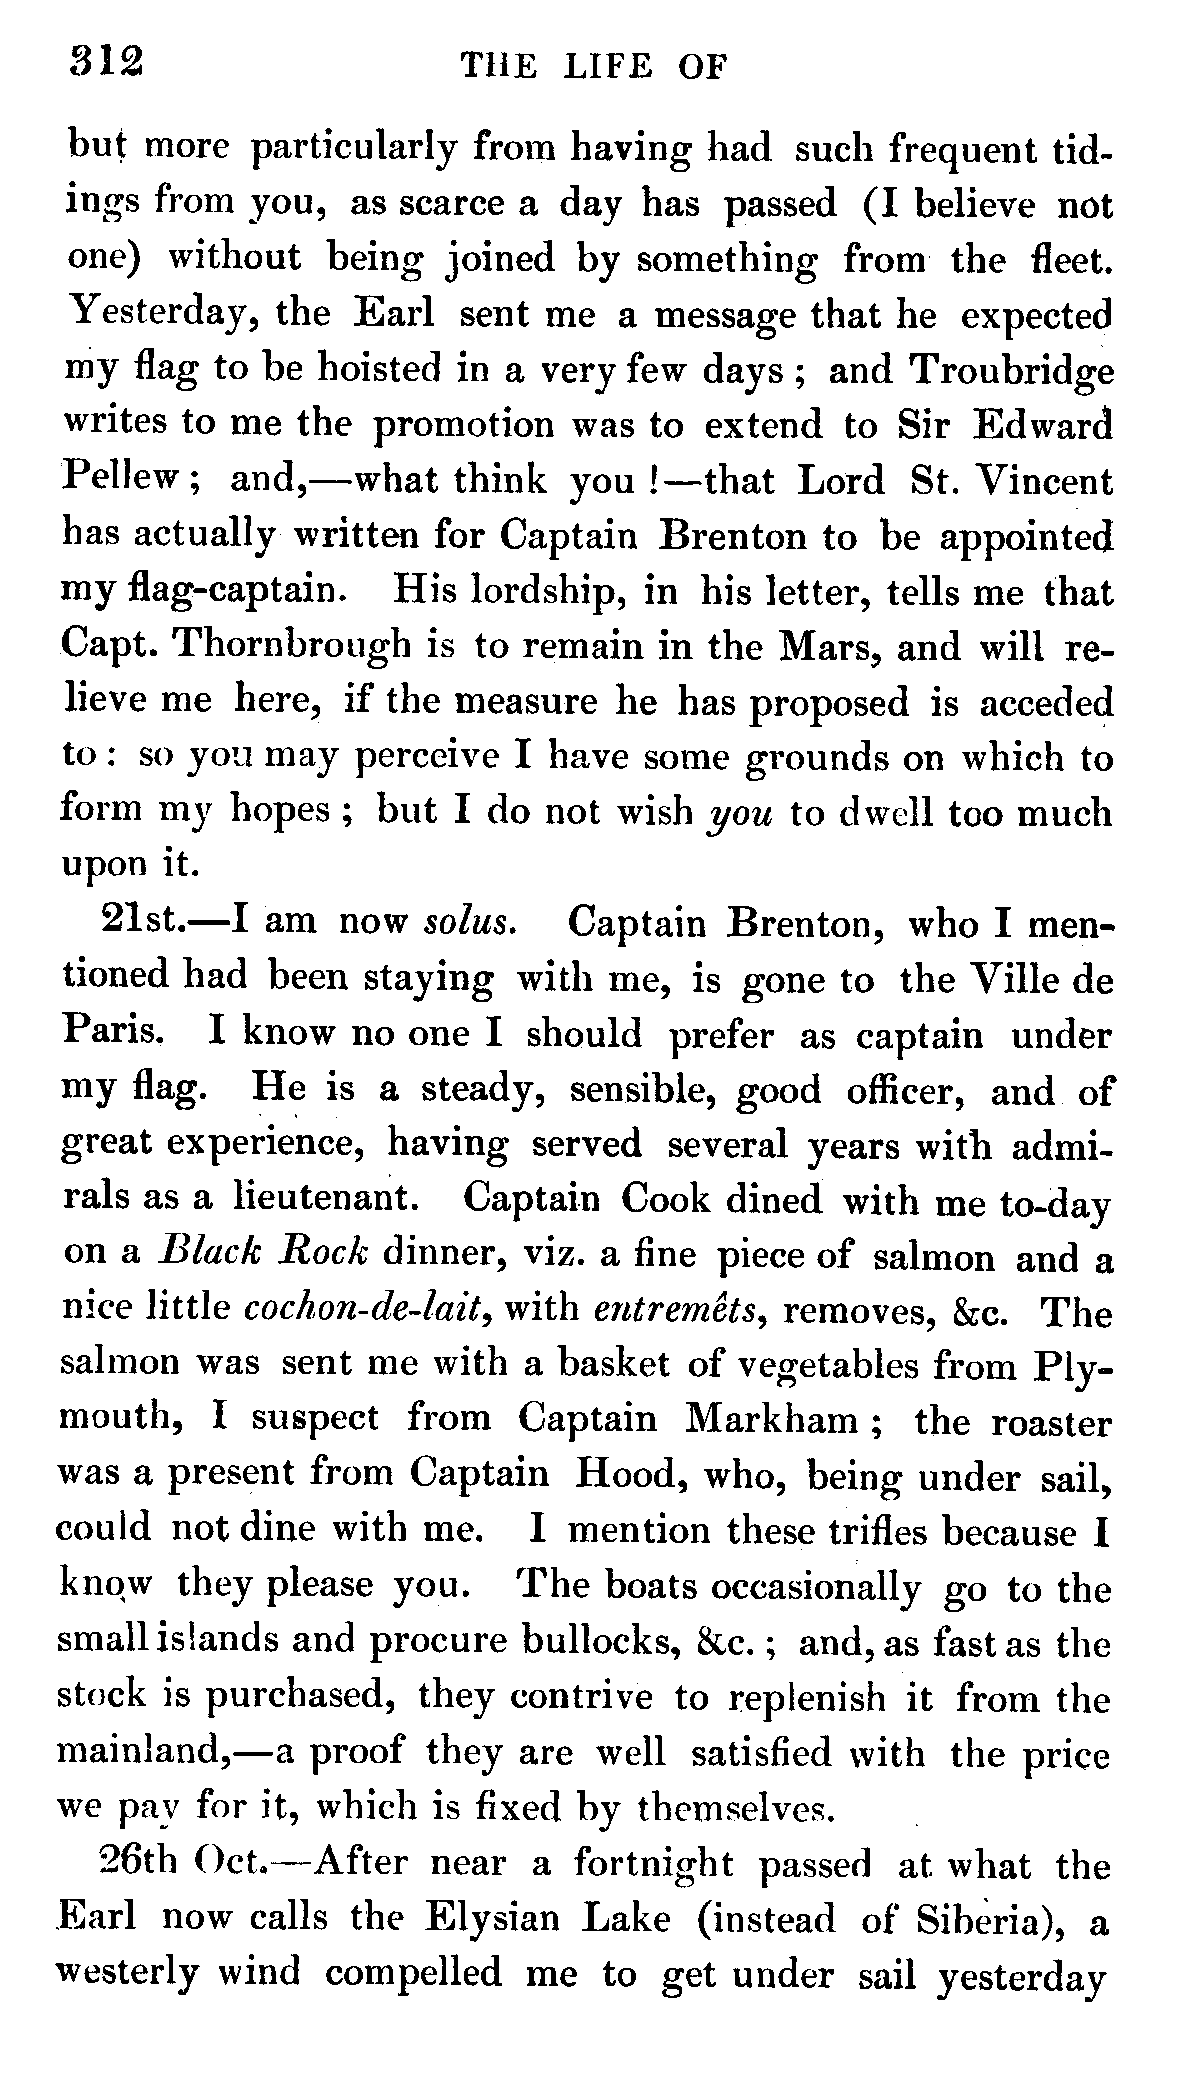 312 THE LIFE OF
but more particularly from having had such frequent tid-
ings from you, as scarce a day has passed (I believe not
one) without being joined by something from the fleet.
Yesterday, the Earl sent me a message that he expected
my flag to be hoisted in a very few days ; and Troubridge
writes to me the promotion was to extend to Sir Edward
Pellew ; and,—what think you !—that Lord St. Vincent
has actually written for Captain Brenton to be appointed
my flag-captain. His lordship, in his letter, tells me that
Capt. Thornbrough is to remain in the Mars, and will re-
lieve me here, if the measure he has proposed is acceded
to : so you may perceive I have some grounds on which to
form my hopes ; but I do not wish you to dwell too much
upon it.
21st.—I am now solus. Captain Brenton, who I men-
tioned had been staying with me, is gone to the Ville de
Paris. I know no one I should prefer as captain under
my flag. He is a steady, sensible, good officer, and of
great experience, having served several years with admi-
rals as a lieutenant. Captain Cook dined with me to-day
on a Black Rock dinner, viz. a fine piece of salmon and a
nice little cochon-de-lait, with entremêts, removes, &c. The
salmon was sent me with a basket of vegetables from Ply-
mouth, I suspect from Captain Markham ; the roaster
was a present from Captain Hood, who, being under sail,
could not dine with me. I mention these trifles because I
know they please you. The boats occasionally go to the
small islands and procure bullocks, &c. ; and, as fast as the
stock is purchased, they contrive to replenish it from the
mainland,—a proof they are well satisfied with the price
we pay for it, which is fixed by themselves.
26th Oct.—After near a fortnight passed at what the
Earl now calls the Elysian Lake (instead of Siberia), a
westerly wind compelled me to get under sail yesterday